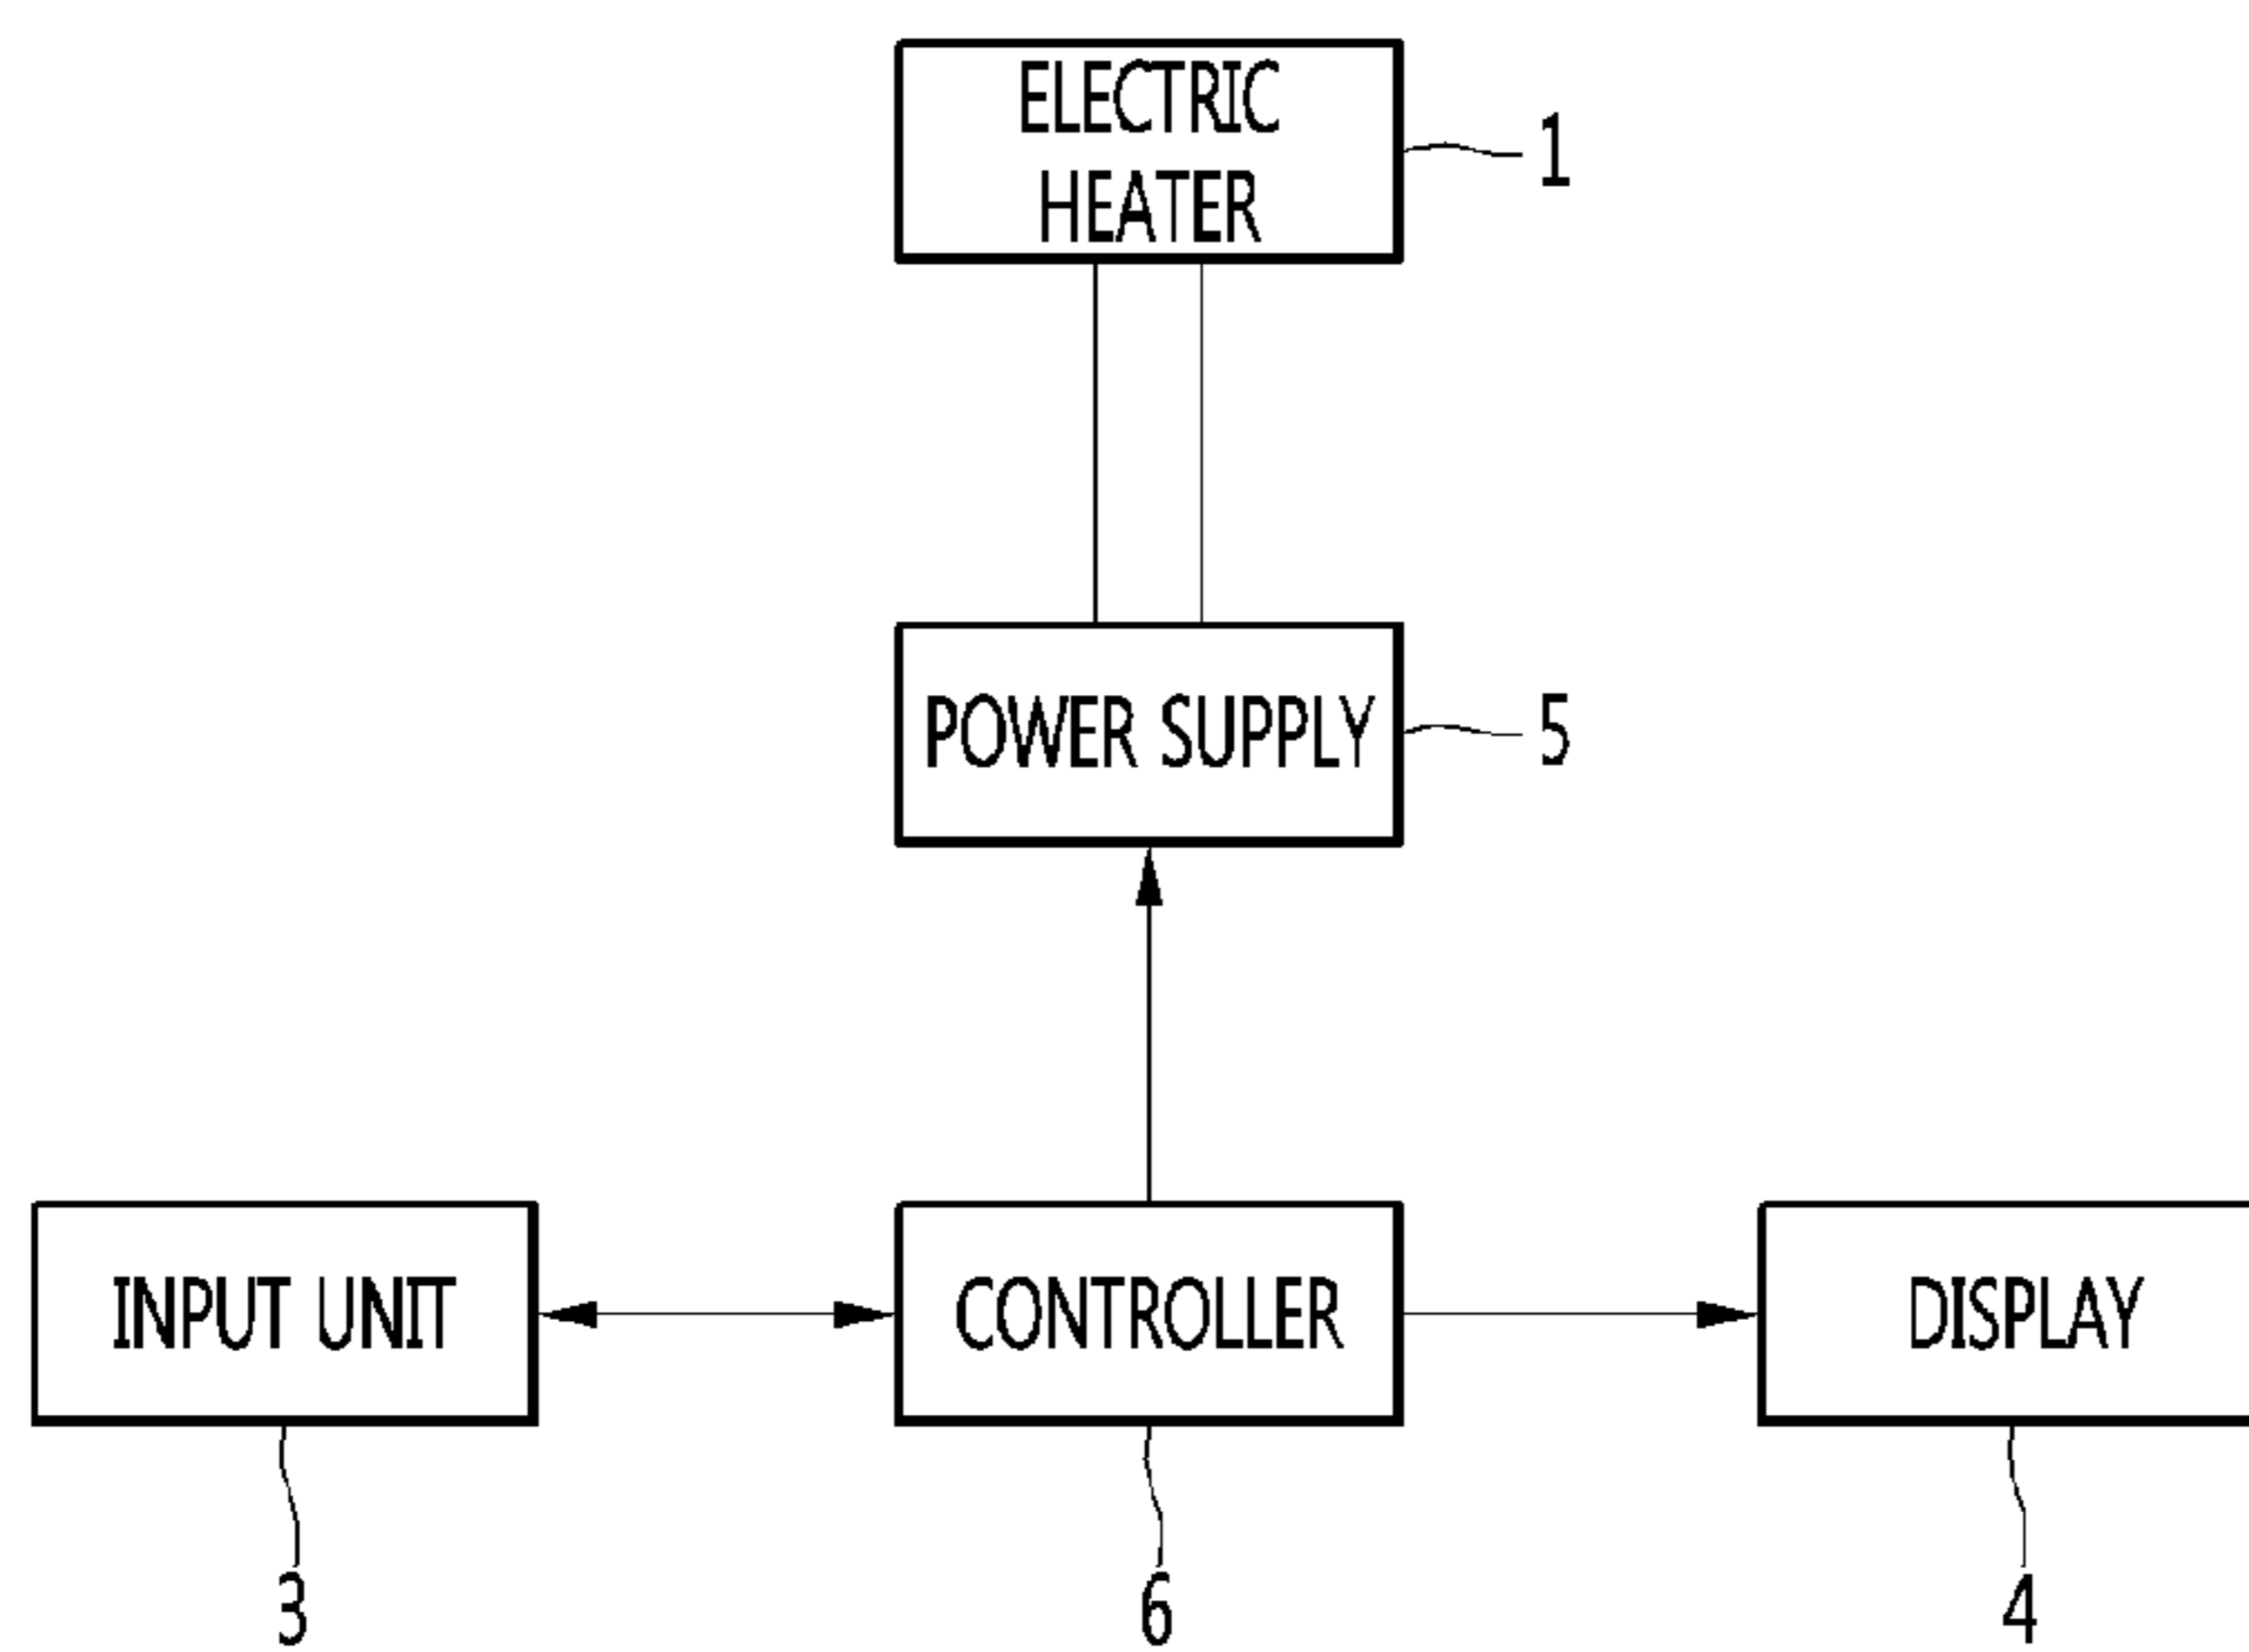 ELECTRIC
HEATER
1
POWER SUPPLY
5
INPUT UNIT
CONTROLLER
DISPLAY
3
6
4